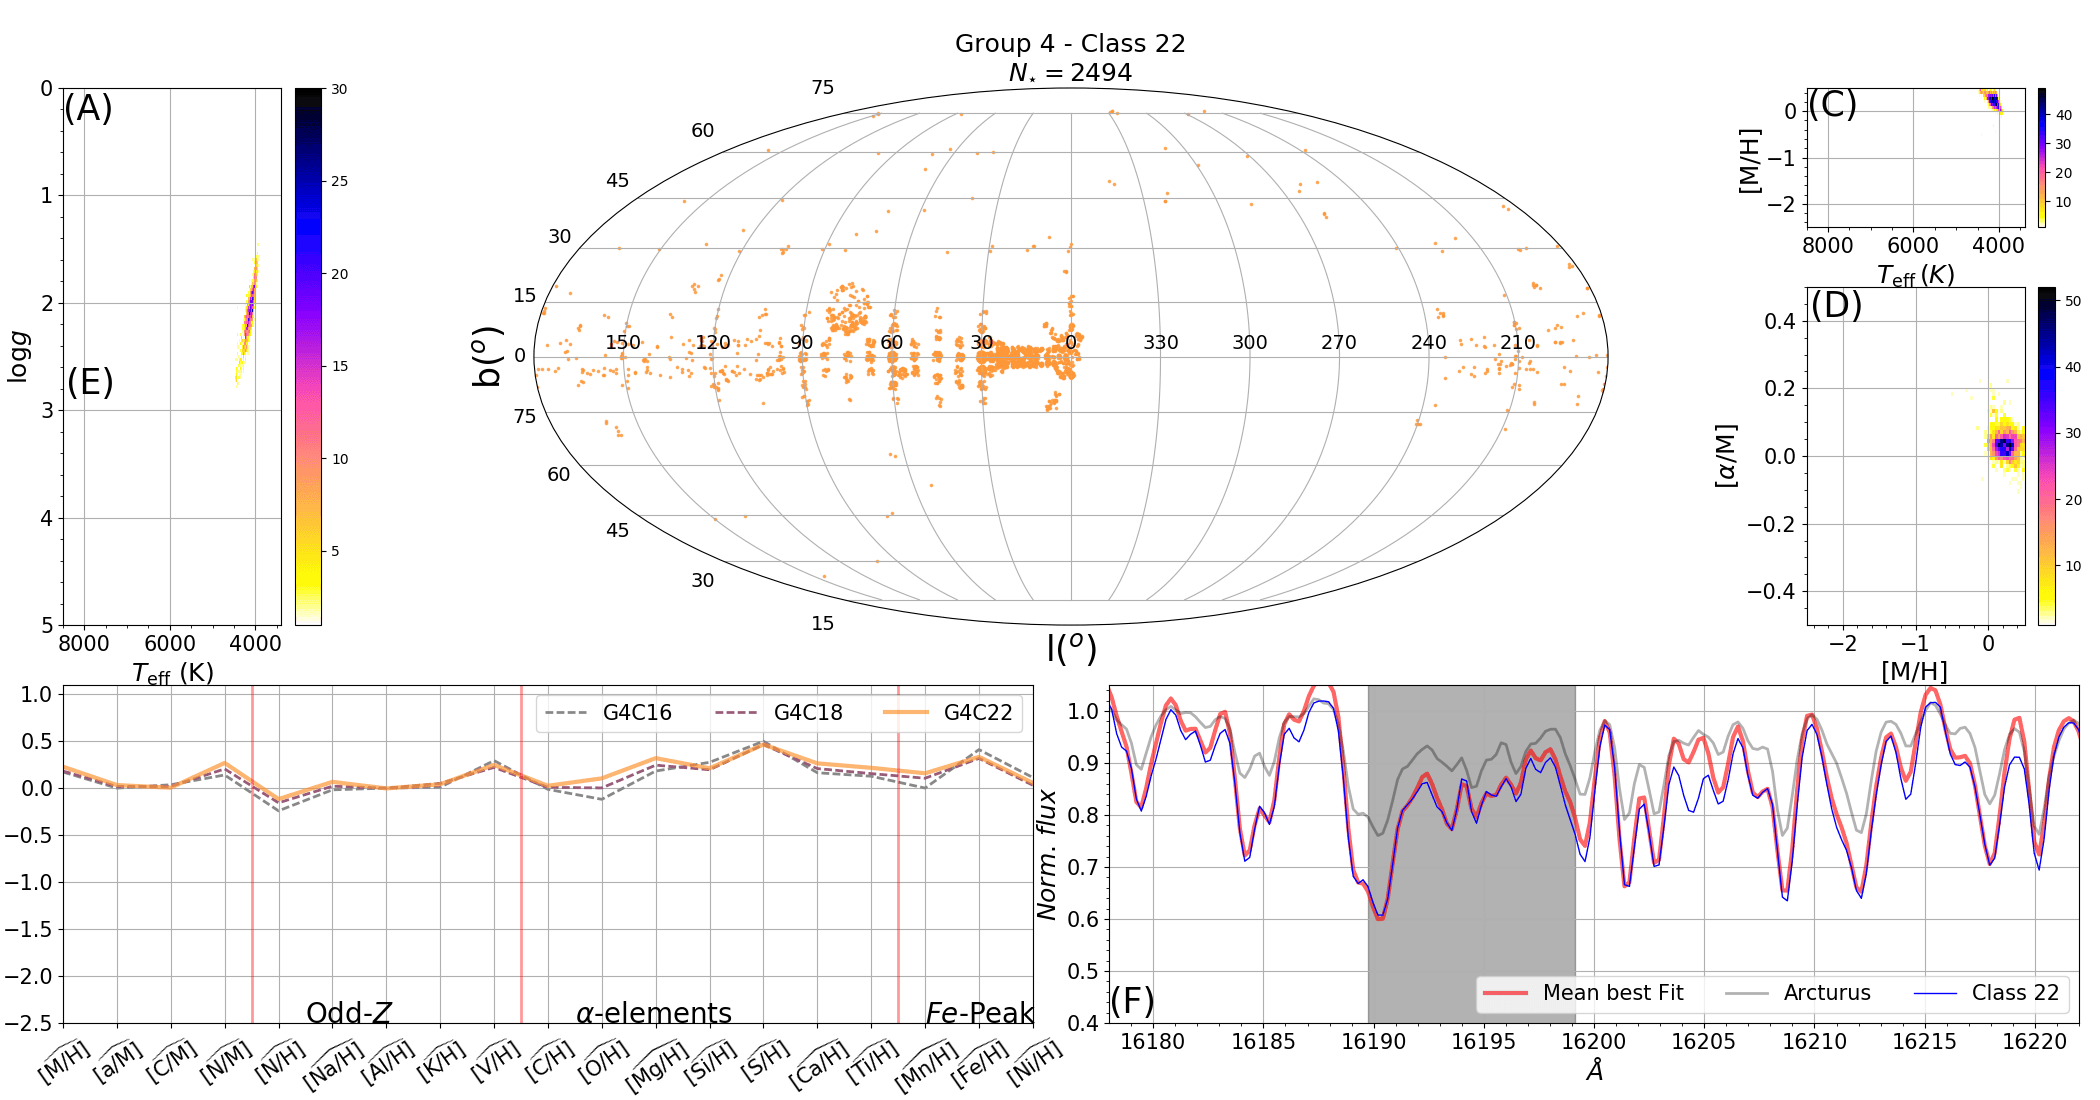 Group 4 - Class 22
N⋆ = 2494
(A)
0
1
2
3
4
5
logg
(E)
8000 6000 4000
Teff (K)
30
25
20
15
10
5
75
60
45
30
15
0
75
60
45
30
15
b(o)
150 120 90 60 30 0 330 300 270 240 210
l(o)
(C)
0
−1
−2
[M/H]
8000 6000 4000
Teff (K)
40
30
20
10
(D)
0.4
0.2
0.0
−0.2
−0.4
[α/M]
−2 −1 0
[M/H]
50
40
30
20
10
1.0
0.5
0.0
−0.5
−1.0
−1.5
−2.0
−2.5
G4C16 G4C18 G4C22
Odd-Z α-elements Fe-Peak
[M/H] [a/M] [C/M] [N/M] [N/H] [Na/H] [Al/H] [K/H] [V/H] [C/H] [O/H] [Mg/H] [Si/H] [S/H] [Ca/H] [Ti/H] [Mn/H] [Fe/H] [Ni/H]
1.0
0.9
0.8
0.7
0.6
0.5
0.4
Norm. flux
(F)
Mean best Fit Arcturus Class 22
16180 16185 16190 16195 16200 16205 16210 16215 16220
Å